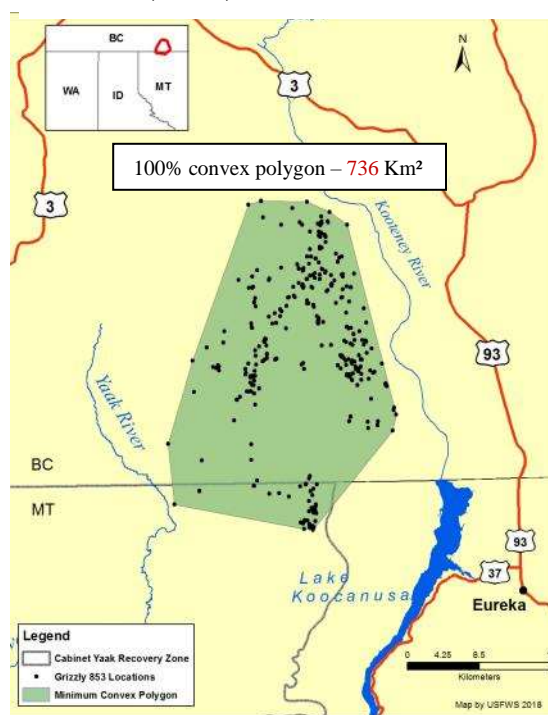 BC
WA
ID
MT
N
3
100% convex polygon – 736 Km²
3
Kooteney River
93
Yaak River
BC
MT
93
37
Lake
Koocanusa
Eureka
Legend
Cabinet Yaak Recovery Zone
Grizzly 853 Locations
Minimum Convex Polygon
0 4.25 8.5
Kilometers
Map by USFWS 2018